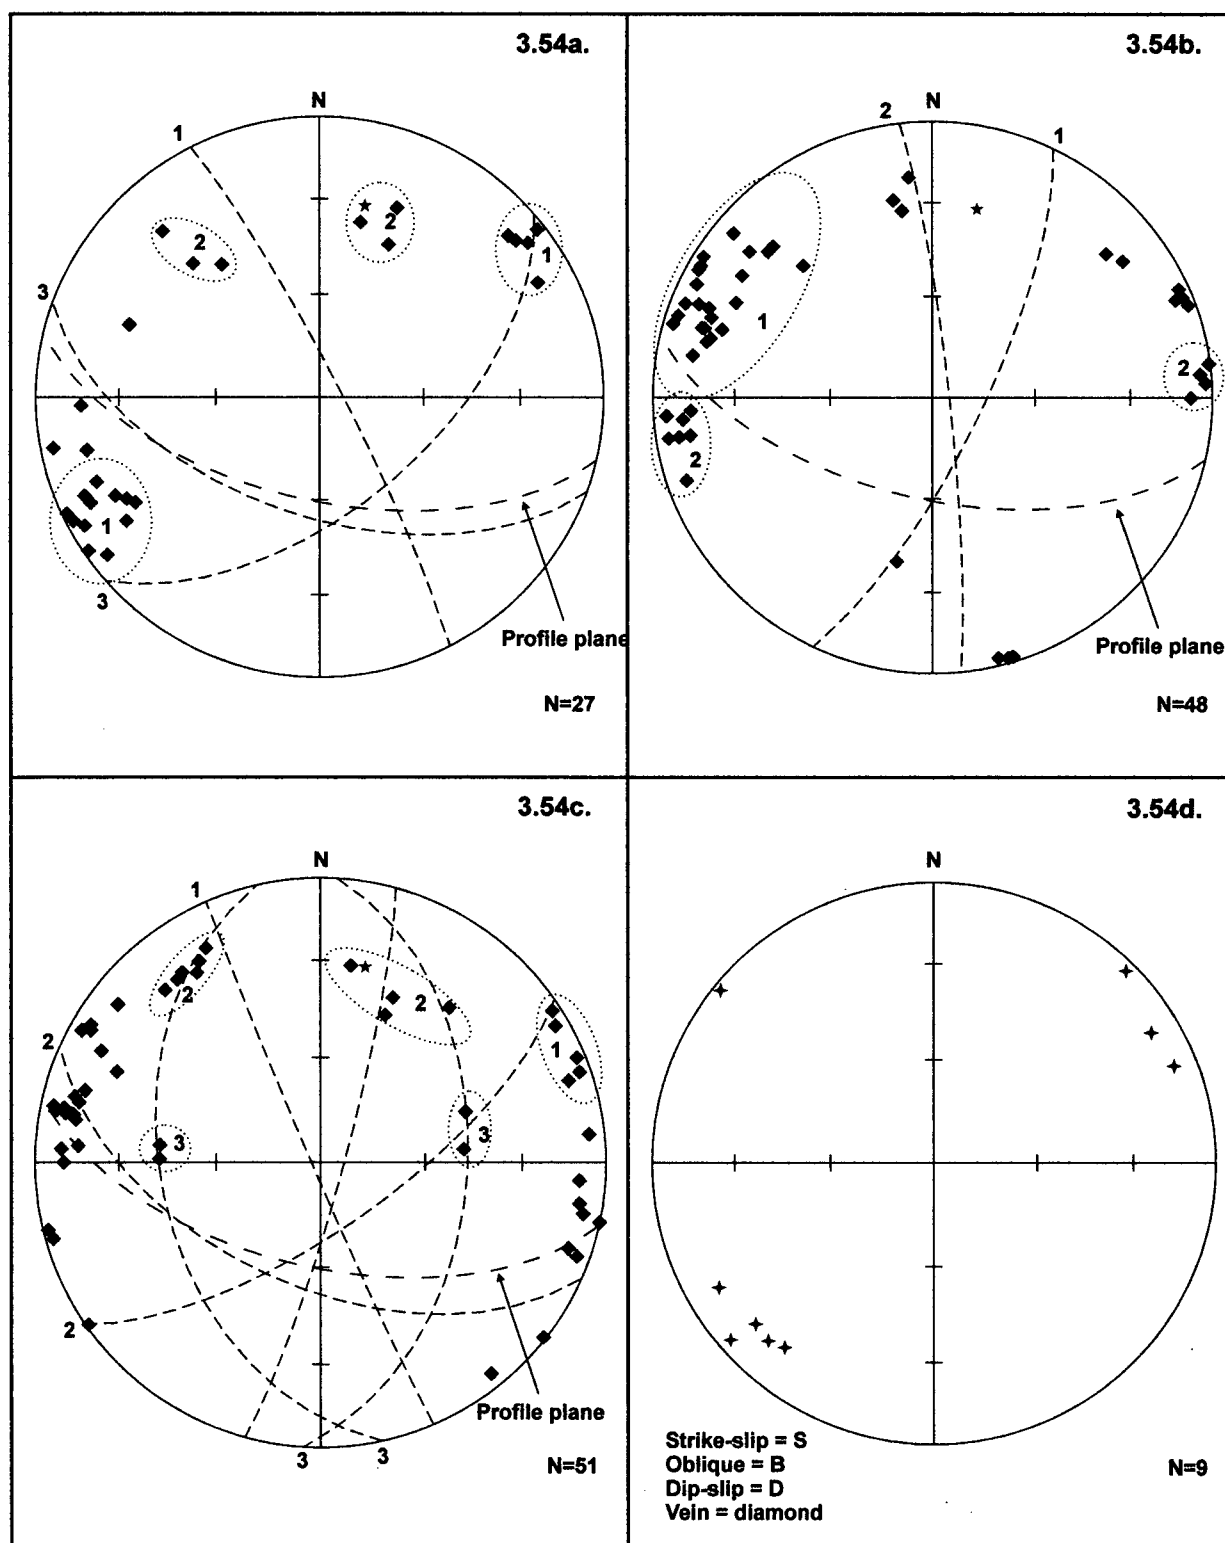 3.54a.
N
1
2
2
1
3
1
3
Profile plane
N=27
3.54b.
N
2
1
1
2
2
Profile plane
N=48
3.54c.
N
1
2
2
1
2
3
3
2
3
3
Profile plane
N=51
3.54d.
N
Strike-slip = S
Oblique = B
Dip-slip = D
Vein = diamond
N=9